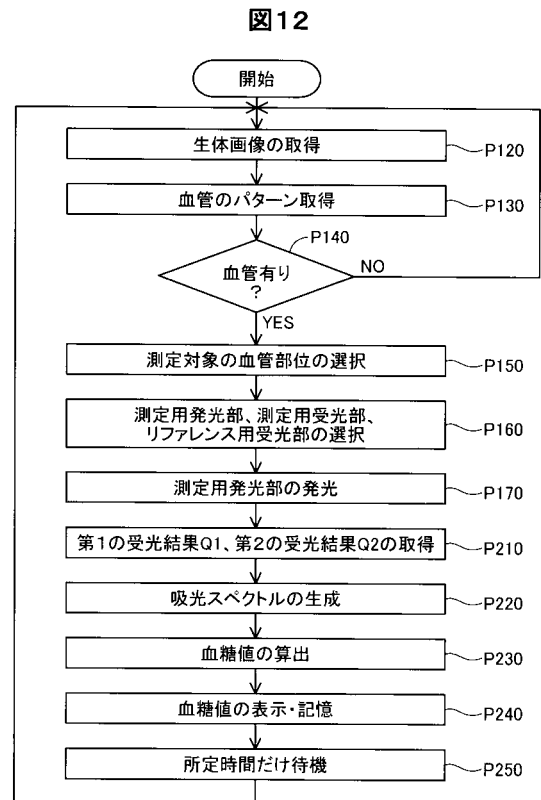 図12
開始
生体画像の取得
P120
血管のパターン取得
P130
P140
血管有り
?
NO
YES
測定対象の血管部位の選択
P150
測定用発光部、測定用受光部、
リファレンス用受光部の選択
P160
測定用発光部の発光
P170
第1の受光結果Q1、第2の受光結果Q2の取得
P210
吸光スペクトルの生成
P220
血糖値の算出
P230
血糖値の表示・記憶
P240
所定時間だけ待機
P250